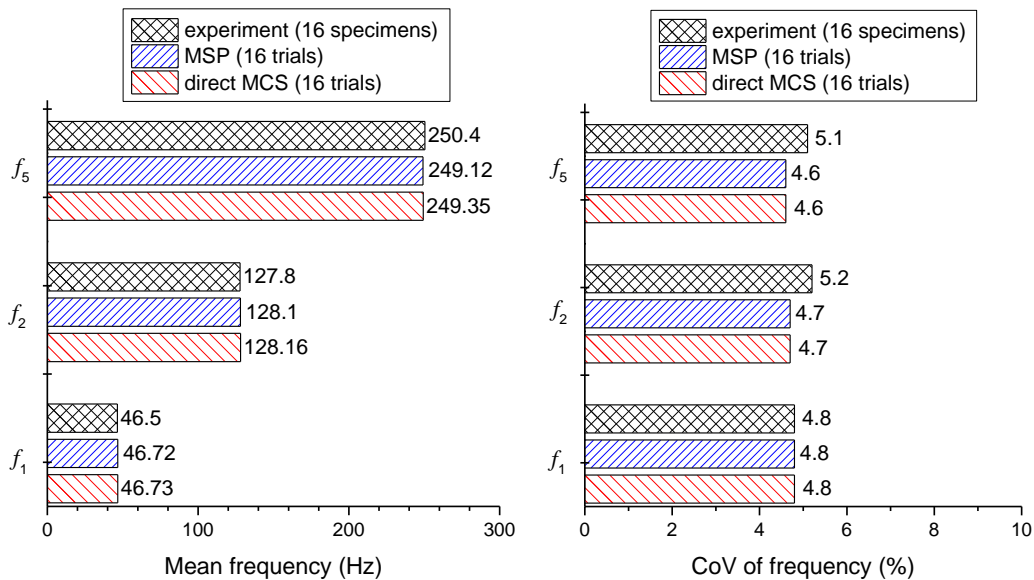 experiment (16 specimens)
MSP (16 trials)
direct MCS (16 trials)
f5
250.4
249.12
249.35
f2
127.8
128.1
128.16
f1
46.5
46.72
46.73
0 100 200 300
Mean frequency (Hz)
experiment (16 specimens)
MSP (16 trials)
direct MCS (16 trials)
f5
5.1
4.6
4.6
f2
5.2
4.7
4.7
f1
4.8
4.8
4.8
0 2 4 6 8 10
CoV of frequency (%)